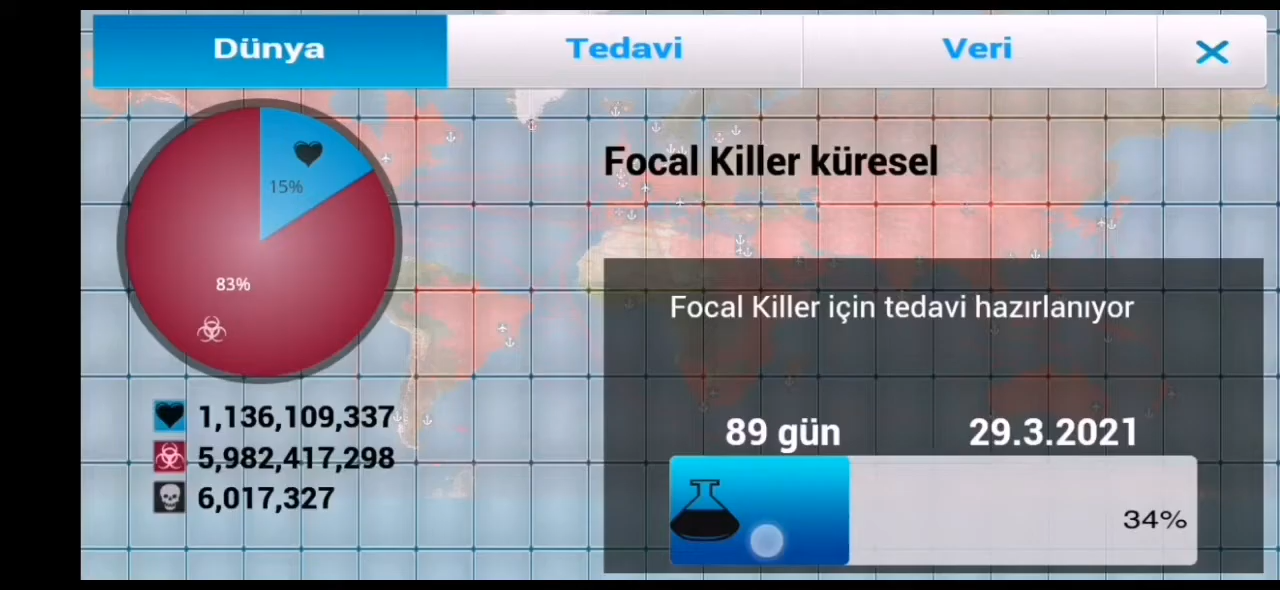 Dünya
Tedavi
Veri
15%
83%
1,136,109,337
5,982,417,298
6,017,327
Focal Killer küresel
Focal Killer için tedavi hazırlanıyor
89 gün
29.3.2021
34%